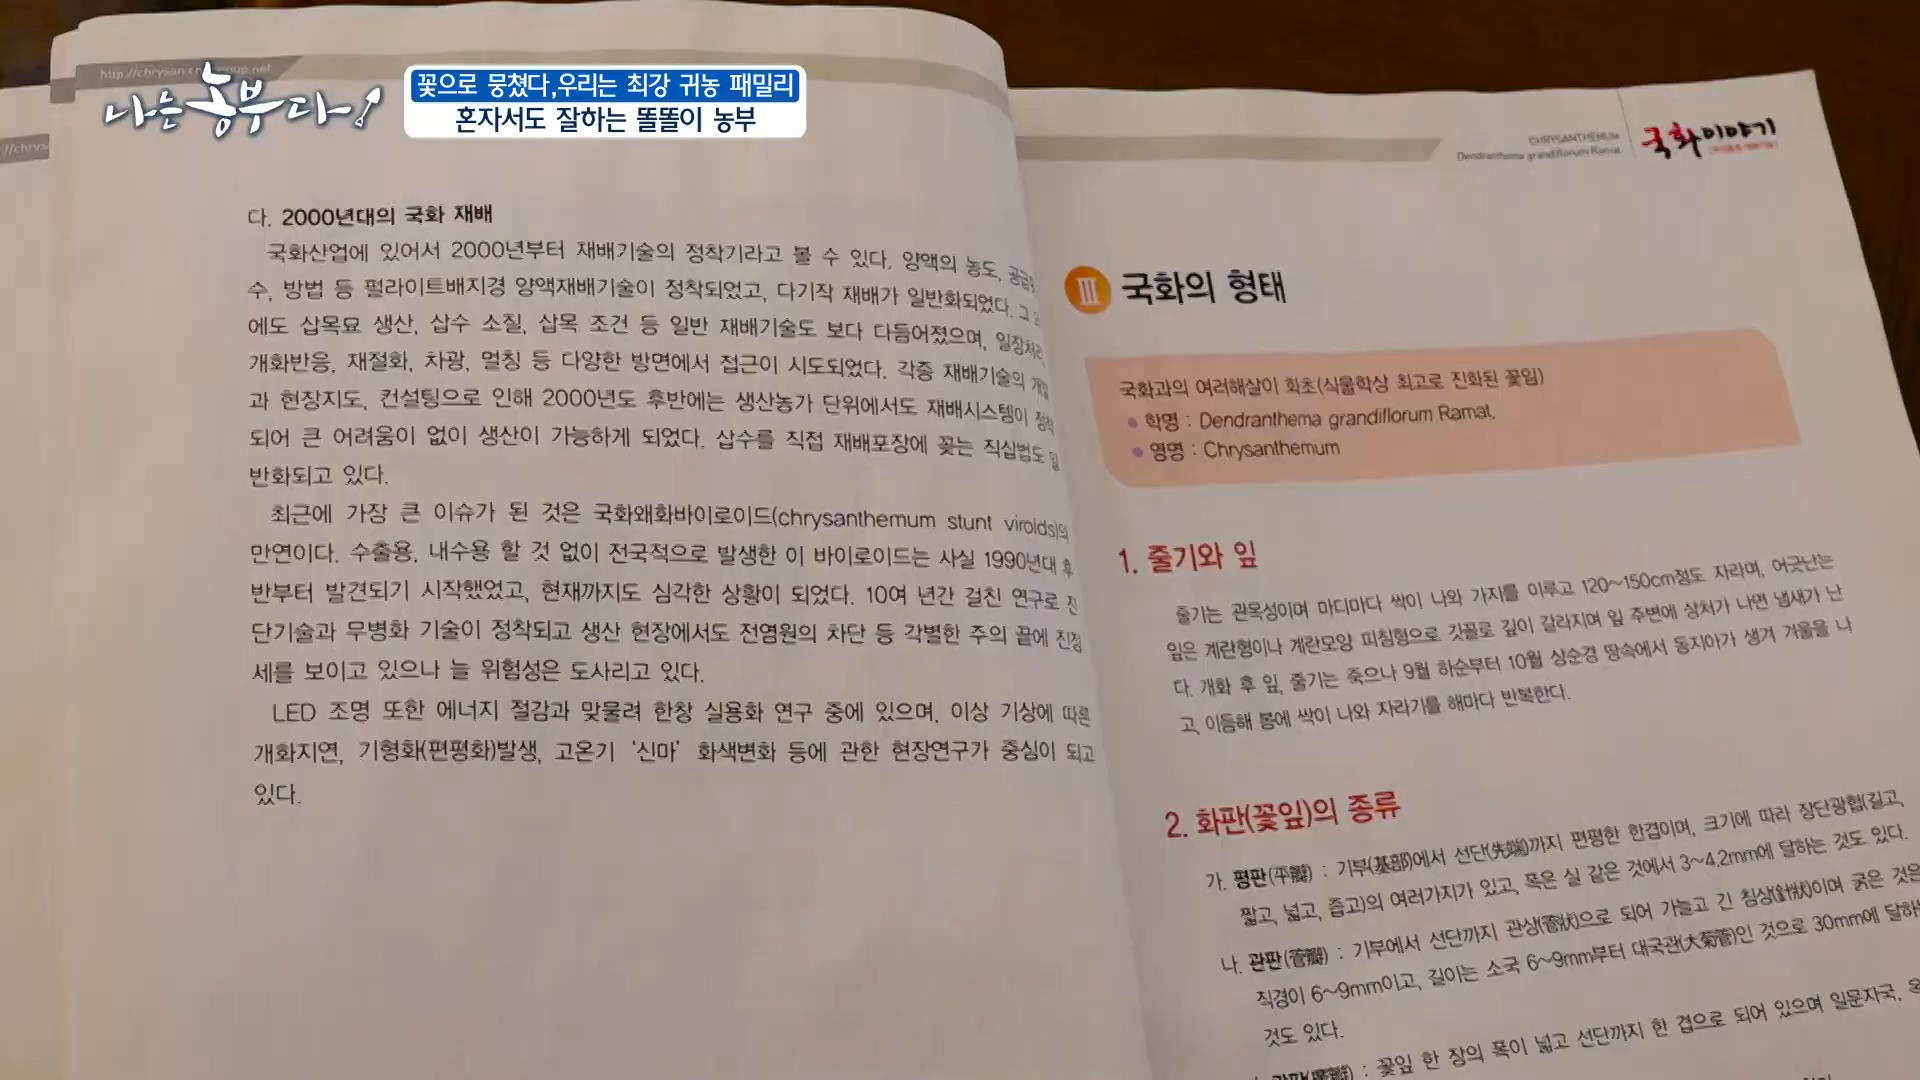 나는 농부다!
꽃으로 뭉쳤다,우리는 최강 귀농 패밀리
혼자서도 잘하는 똘똘이 농부
다. 2000년대의 국화 재배
국화산업에 있어서 2000년부터 재배기술의 정착기라고 볼 수 있다. 양액의 농도,
수, 방법 등 펄라이트배지경 양액재배기술이 정착되었고, 다기작 재배가 일반화되었다. 그
에도 삽목묘 생산, 삽수 소질, 삽목 조건 등 일반 재배기술도 보다 다듬어졌으며, 일장처리,
개화반응, 재절화, 차광, 멀칭 등 다양한 방면에서 접근이 시도되었다. 각종 재배기술의
과 현장지도, 컨설팅으로 인해 2000년도 후반에는 생산농가 단위에서도 재배시스템이 정착
되어 큰 어려움이 없이 생산이 가능하게 되었다. 삽수를 직접 재배포장에 꽂는 직삽법도
반화되고 있다.
최근에 가장 큰 이슈가 된 것은 국화왜화바이로이드(chrysanthemum stunt viroids)의
만연이다. 수출용, 내수용 할 것 없이 전국적으로 발생한 이 바이로이드는 사실 1990년대 후
반부터 발견되기 시작했었고, 현재까지도 심각한 상황이 되었다. 10여 년간 걸친 연구로 진
단기술과 무병화 기술이 정착되고 생산 현장에서도 전염원의 차단 등 각별한 주의 끝에 진정
세를 보이고 있으나 늘 위험성은 도사리고 있다.
LED 조명 또한 에너지 절감과 맞물려 한창 실용화 연구 중에 있으며, 이상 기상에 따른
개화지연, 기형화(편평화)발생, 고온기 ‘신마’ 화색변화 등에 관한 현장연구가 중심이 되고
있다.
CHRYSANTHEMUM
Dendranthema grandiflorum Ramat.
국화이야기
Ⅲ 국화의 형태
국화과의 여러해살이 화초(식물학상 최고로 진화된 꽃임)
● 학명 : Dendranthema grandiflorum Ramat.
● 영명 : Chrysanthemum
1. 줄기와 잎
줄기는 관목성이며 마디마다 싹이 나와 가지를 이루고 120~150cm정도 자라며, 어긋난는
잎은 계란형이나 계란모양 피침형으로 깃꼴로 깊이 갈라지며 잎 주변에 상처가 나면 냄새가 난
다. 개화 후 잎, 줄기는 죽으나 9월 하순부터 10월 상순경 땅속에서 동지아가 생겨 겨울을 나
고, 이듬해 봄에 싹이 나와 자라기를 해마다 반복한다.
2. 화판(꽃잎)의 종류
가. 평판(平瓣) : 기부(基部)에서 선단(先端)까지 편평한 한겹이며, 크기에 따라 장단광협(길고,
짧고, 넓고, 좁고)의 여러가지가 있고, 폭은 실 같은 것에서 3~4.2mm에 달하는 것도 있다.
나. 관판(管瓣) : 기부에서 선단까지 관상(管狀)으로 되어 가늘고 긴 침상(針狀)이며 굵은 것은
직경이 6~9mm이고, 길이는 소국 6~9mm부터 대국관(大菊管)인 것으로 30mm에 달하는
것도 있다.
: 꽃잎 한 장의 폭이 넓고 선단까지 한 겹으로 되어 있으며 일문자국,